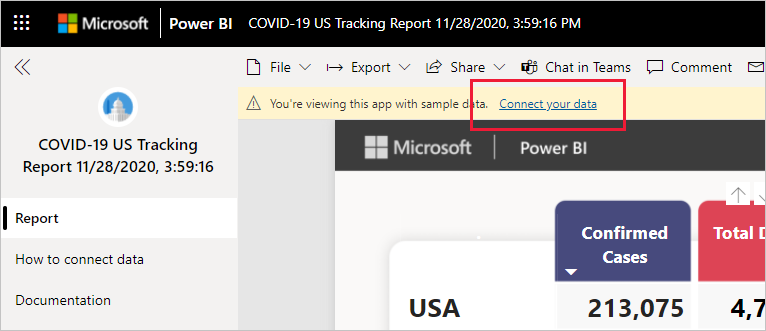 Microsoft Power BI COVID-19 US Tracking Report 11/28/2020, 3:59:16 PM
File Export Share Chat in Teams Comment
You're viewing this app with sample data. Connect your data
COVID-19 US Tracking
Report 11/28/2020, 3:59:16
Report
How to connect data
Documentation
Microsoft Power BI
Confirmed
Cases
Total D
USA 213,075 4,7